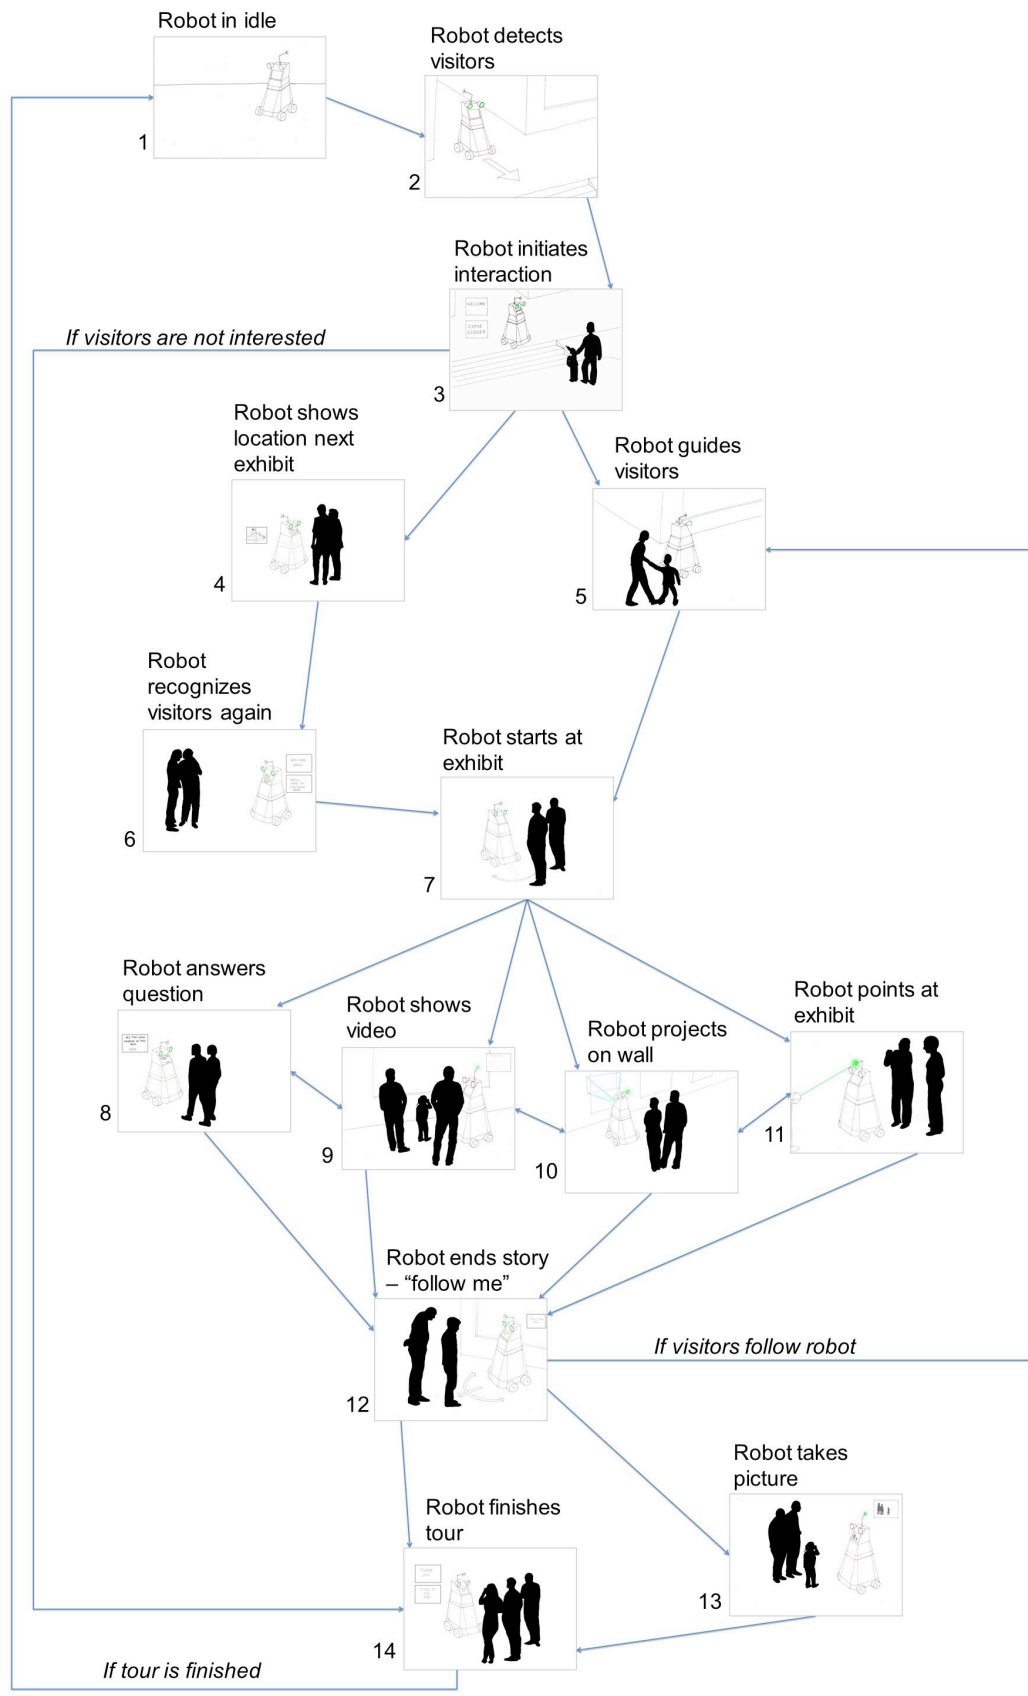 Robot in idle
1
Robot detects
visitors
2
Robot initiates
interaction
WELCOME
COME
CLOSER
3
If visitors are not interested
Robot shows
location next
exhibit
4
Robot guides
visitors
5
Robot
recognizes
visitors again
6
Robot starts at
exhibit
7
Robot answers
question
8
Robot shows
video
9
Robot projects
on wall
10
Robot points at
exhibit
11
Robot ends story
– “follow me”
12
If visitors follow robot
Robot takes
picture
13
Robot finishes
tour
14
If tour is finished